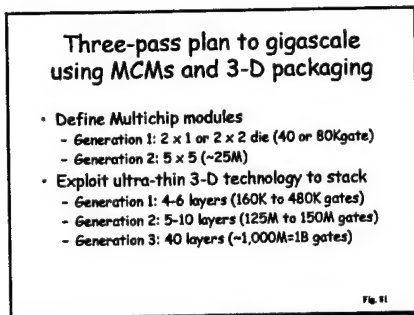 Three-pass plan to gigascale
using MCMs and 3-D packaging
• Define Multichip modules
– Generation 1: 2 x 1 or 2 x 2 die (40 or 80Kgate)
– Generation 2: 5 x 5 (~25M)
• Exploit ultra-thin 3-D technology to stack
– Generation 1: 4-6 layers (160K to 480K gates)
– Generation 2: 5-10 layers (125M to 150M gates)
– Generation 3: 40 layers (~1,000M=1B gates)